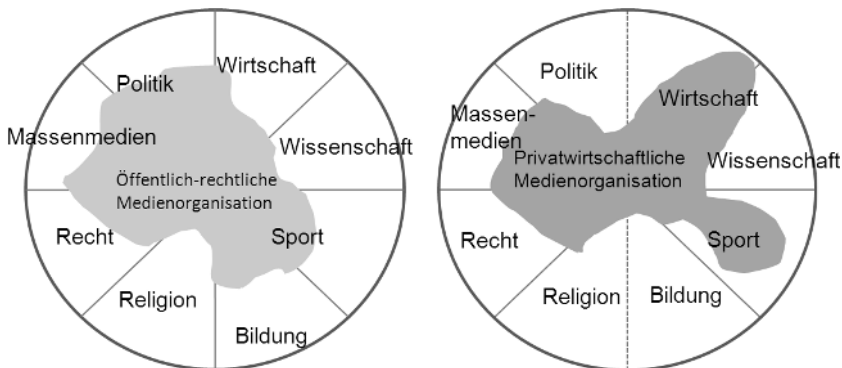 Politik
Wirtschaft
Massenmedien
Wissenschaft
Öffentlich-rechtliche
Medienorganisation
Recht
Sport
Religion
Bildung
Politik
Wirtschaft
Massen-
medien
Privatwirtschaftliche
Medienorganisation
Wissenschaft
Recht
Sport
Religion
Bildung